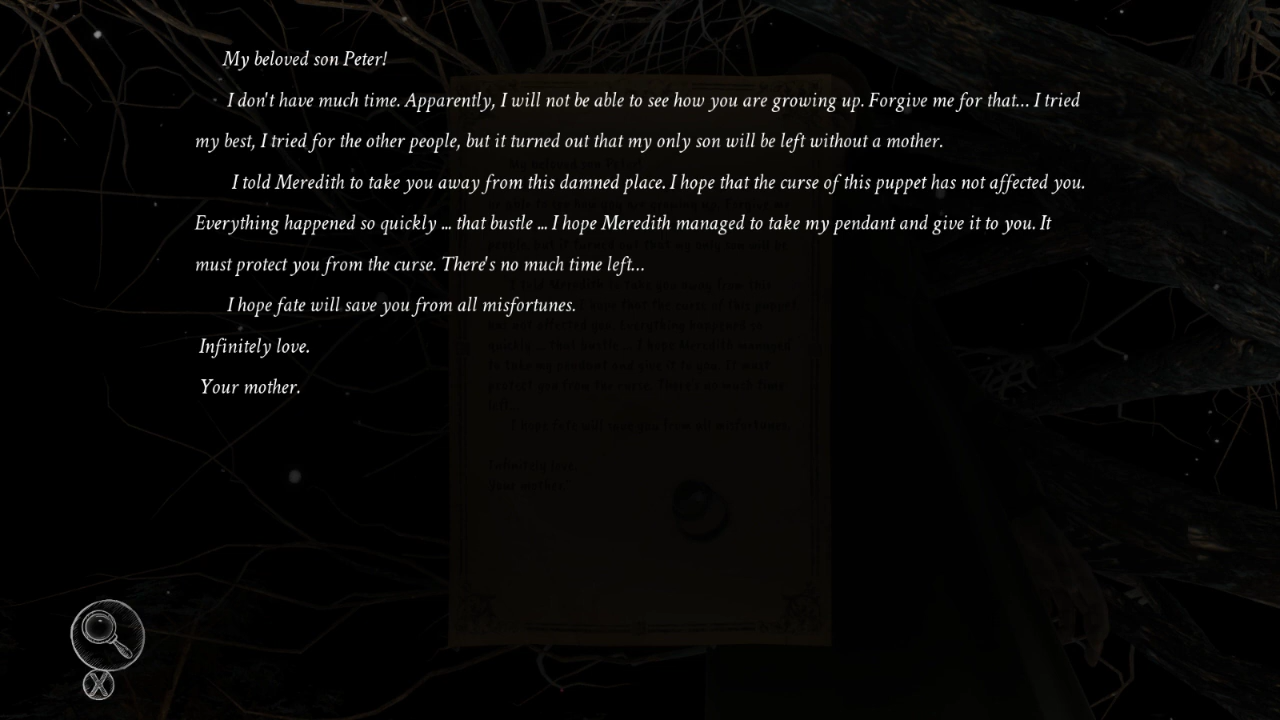 My beloved son Peter!
I don't have much time. Apparently, I will not be able to see how you are growing up. Forgive me for that... I tried
my best, I tried for the other people, but it turned out that my only son will be left without a mother.
I told Meredith to take you away from this damned place. I hope that the curse of this puppet has not affected you.
Everything happened so quickly ... that bustle ... I hope Meredith managed to take my pendant and give it to you. It
must protect you from the curse. There's no much time left...
I hope fate will save you from all misfortunes.
Infinitely love.
Your mother.
X